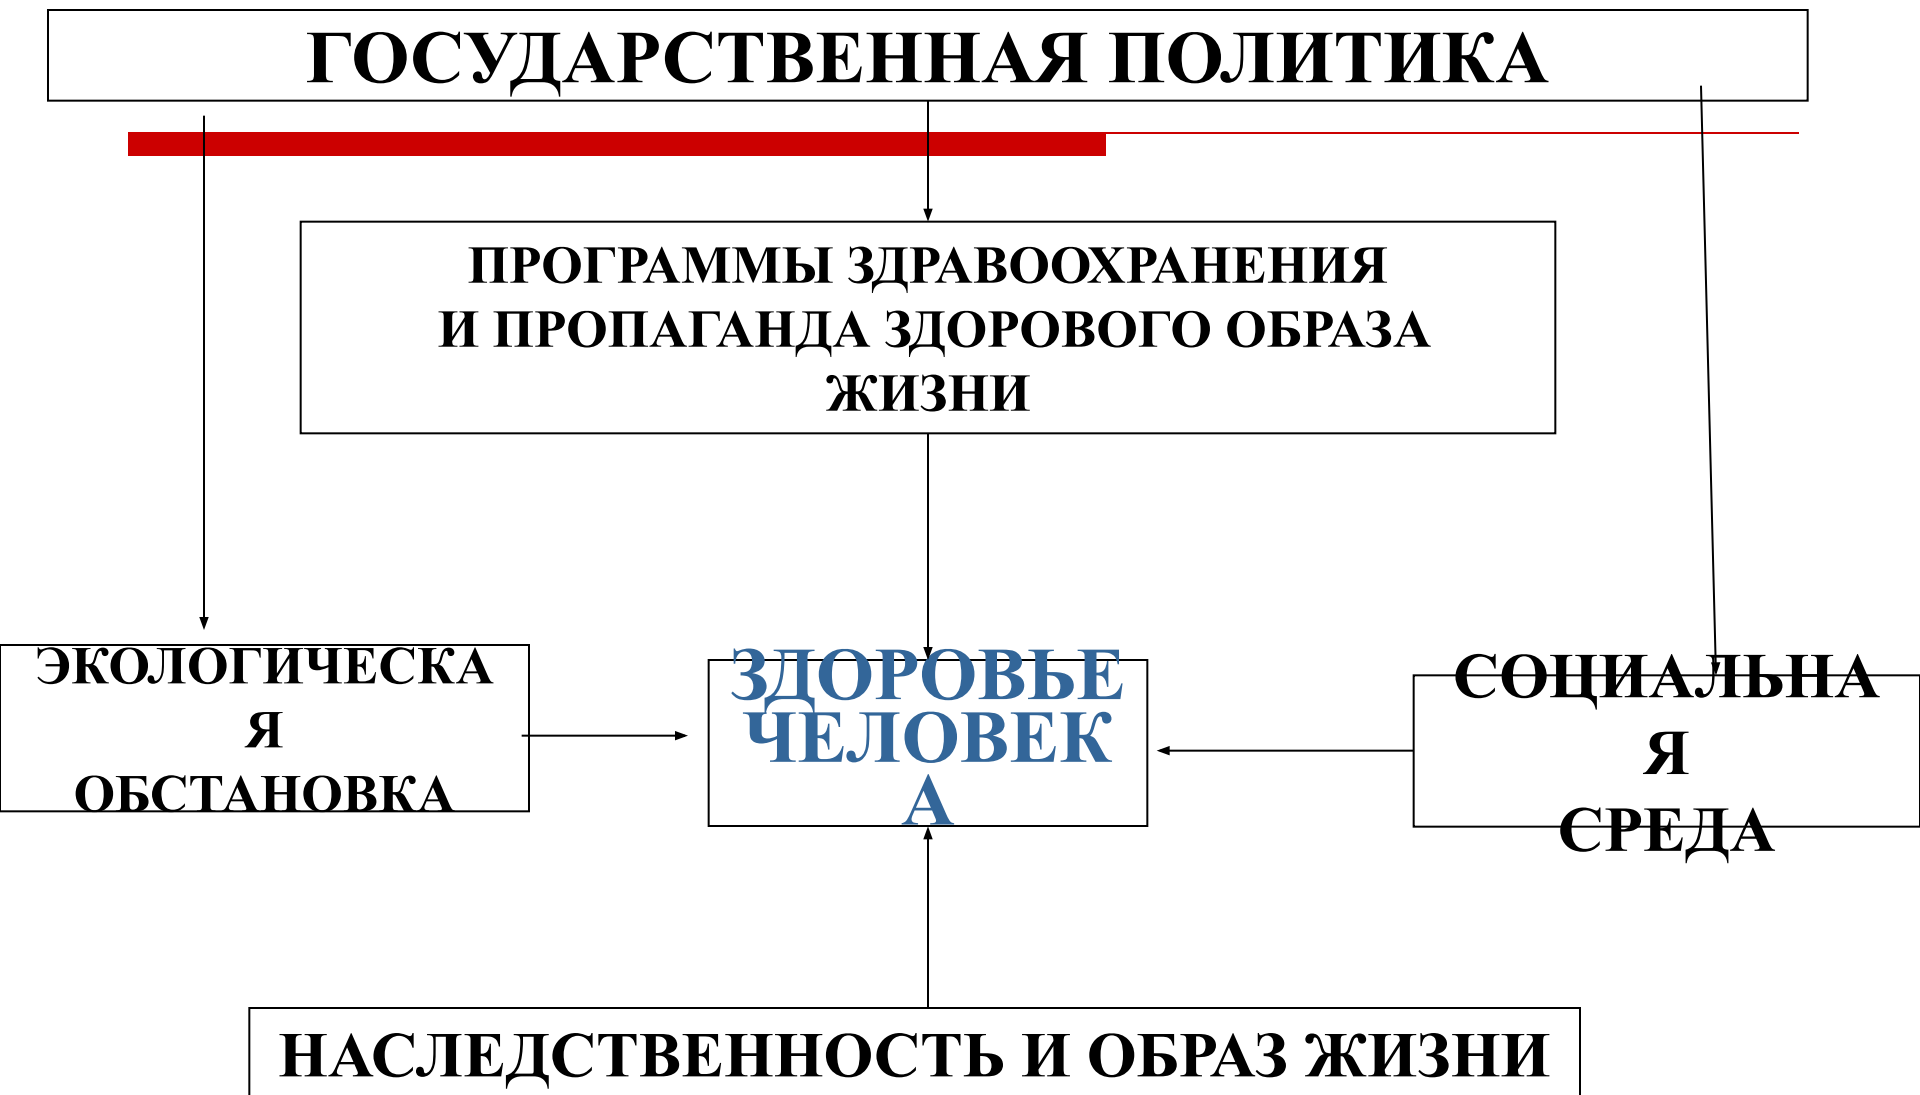 ГОСУДАРСТВЕННАЯ ПОЛИТИКА
ПРОГРАММЫ ЗДРАВООХРАНЕНИЯ
И ПРОПАГАНДА ЗДОРОВОГО ОБРАЗА
ЖИЗНИ
ЭКОЛОГИЧЕСКА
Я
ОБСТАНОВКА
ЗДОРОВЬЕ
ЧЕЛОВЕК
А
СОЦИАЛЬНА
Я
СРЕДА
НАСЛЕДСТВЕННОСТЬ И ОБРАЗ ЖИЗНИ